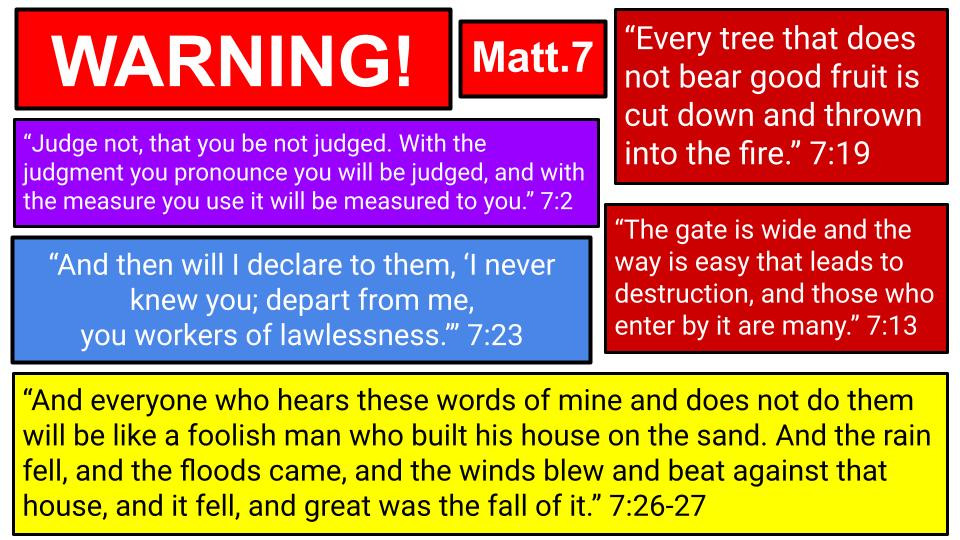 WARNING!
Matt.7
“Every tree that does
not bear good fruit is
cut down and thrown
into the fire.” 7:19
“Judge not, that you be not judged. With the
judgment you pronounce you will be judged, and with
the measure you use it will be measured to you.” 7:2
“The gate is wide and the
way is easy that leads to
destruction, and those who
enter by it are many.” 7:13
“And then will I declare to them, ‘I never
knew you; depart from me,
you workers of lawlessness.’” 7:23
“And everyone who hears these words of mine and does not do them
will be like a foolish man who built his house on the sand. And the rain
fell, and the floods came, and the winds blew and beat against that
house, and it fell, and great was the fall of it.” 7:26-27